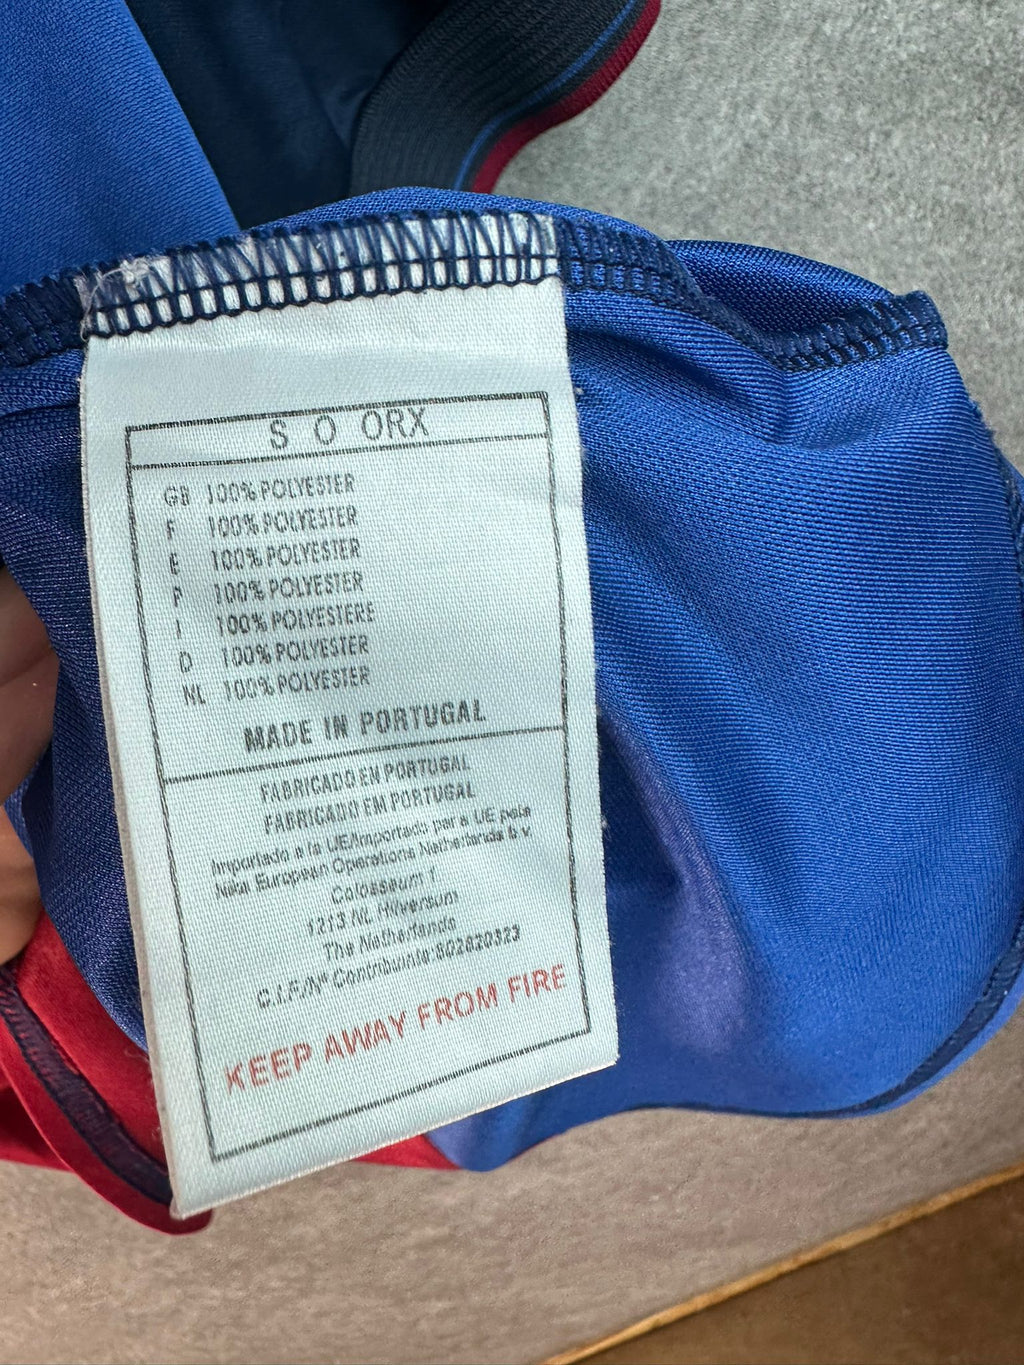 S O ORX
GB 100% POLYESTER
F 100% POLYESTER
E 100% POLYESTER
P 100% POLYESTER
I 100% POLYESTERE
D 100% POLYESTER
NL 100% POLYESTER
MADE IN PORTUGAL
FABRICADO EN PORTUGAL
FABRICADO EM PORTUGAL
Importado a la UE/Importado par a UE pela
Nike European Operations Netherlands b v.
Colosseum 1
1213 NL Hilversum
The Netherlands
C.I.F./Nº Contribuinte:802820323
KEEP AWAY FROM FIRE